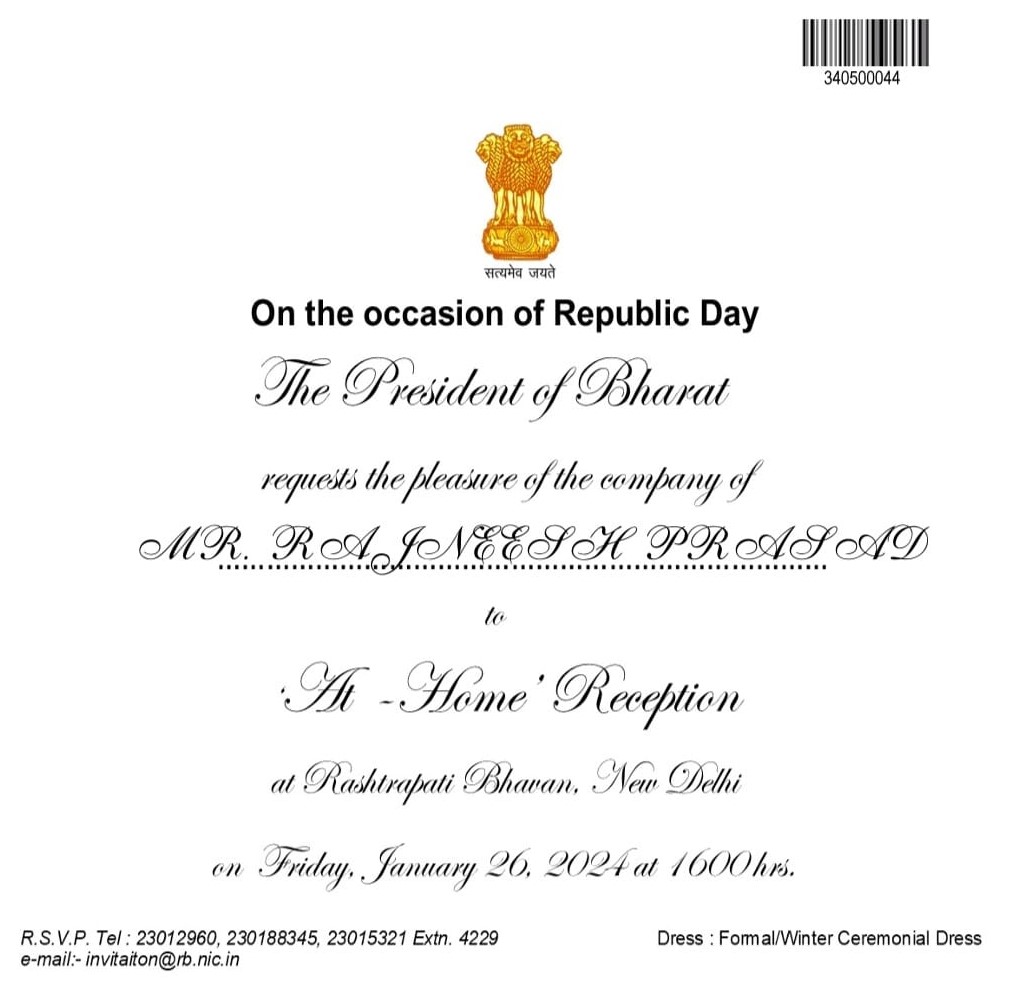 340500044
सत्यमेव जयते
On the occasion of Republic Day
The President of Bharat
requests the pleasure of the company of
MR. RAJNEESH PRASAD
to
'At - Home' Reception
at Rashtrapati Bhavan, New Delhi
on Friday, January 26, 2024 at 1600 hrs.
R.S.V.P. Tel : 23012960, 230188345, 23015321 Extn. 4229
Dress : Formal/Winter Ceremonial Dress
e-mail:- invitaiton@rb.nic.in